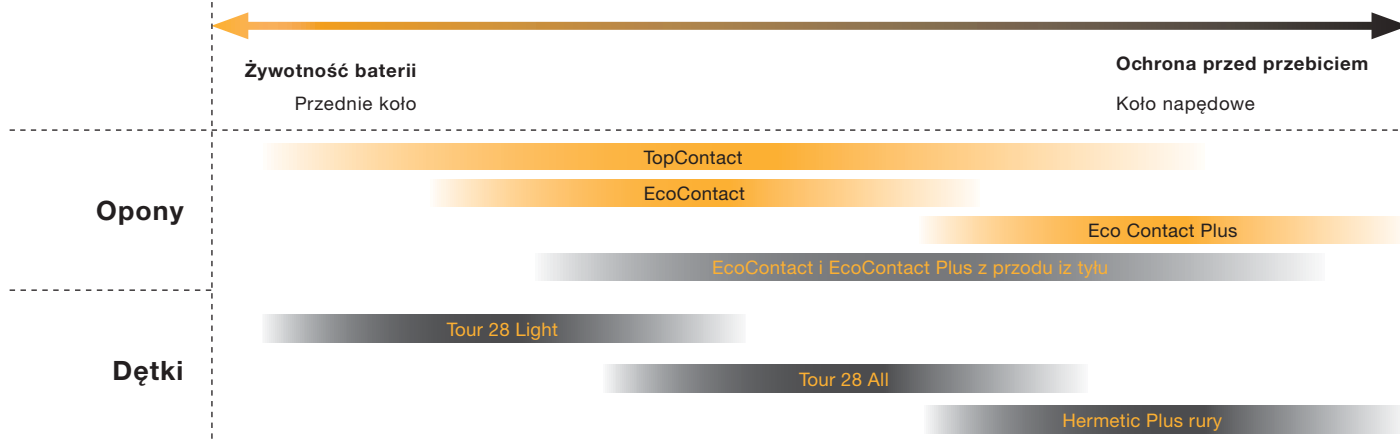 Żywotność baterii
Ochrona przed przebiciem
Przednie koło
Koło napędowe
Opony
TopContact
EcoContact
Eco Contact Plus
EcoContact i EcoContact Plus z przodu iz tyłu
Dętki
Tour 28 Light
Tour 28 All
Hermetic Plus rury